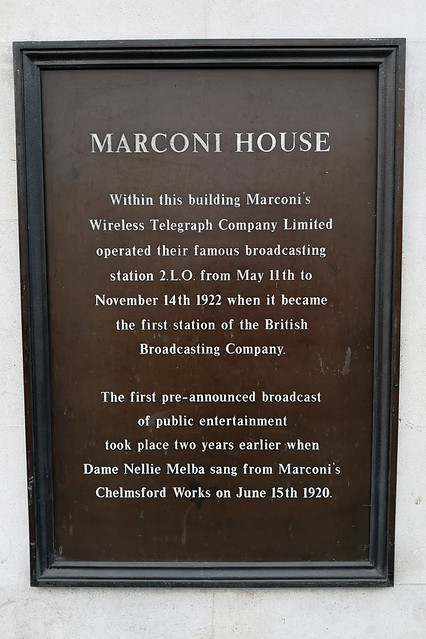 MARCONI HOUSE
Within this building Marconi's
Wireless Telegraph Company Limited
operated their famous broadcasting
station 2.L.O. from May 11th to
November 14th 1922 when it became
the first station of the British
Broadcasting Company.
The first pre-announced broadcast
of public entertainment
took place two years earlier when
Dame Nellie Melba sang from Marconi's
Chelmsford Works on June 15th 1920.